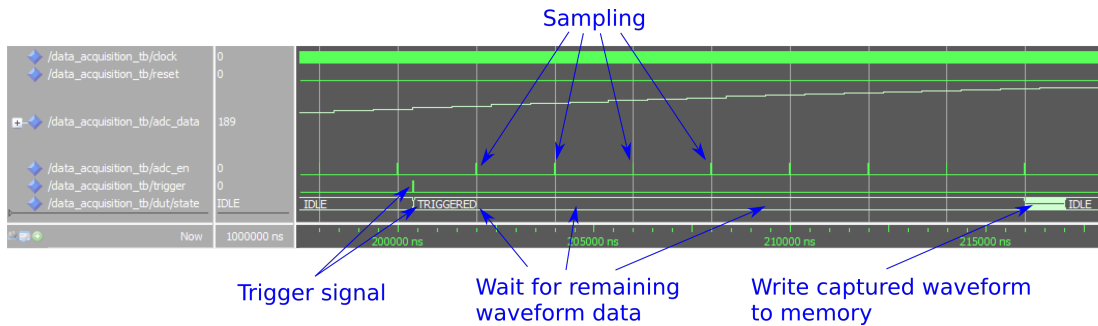 Sampling
/data_acquisition_tb/clock 0
/data_acquisition_tb/reset 0
/data_acquisition_tb/adc_data 189
/data_acquisition_tb/adc_en 0
/data_acquisition_tb/trigger 0
/data_acquisition_tb/dut/state IDLE IDLE TRIGGERED IDLE
Now 1000000 ns 200000 ns 205000 ns 210000 ns 215000 ns
Trigger signal
Wait for remaining
waveform data
Write captured waveform
to memory